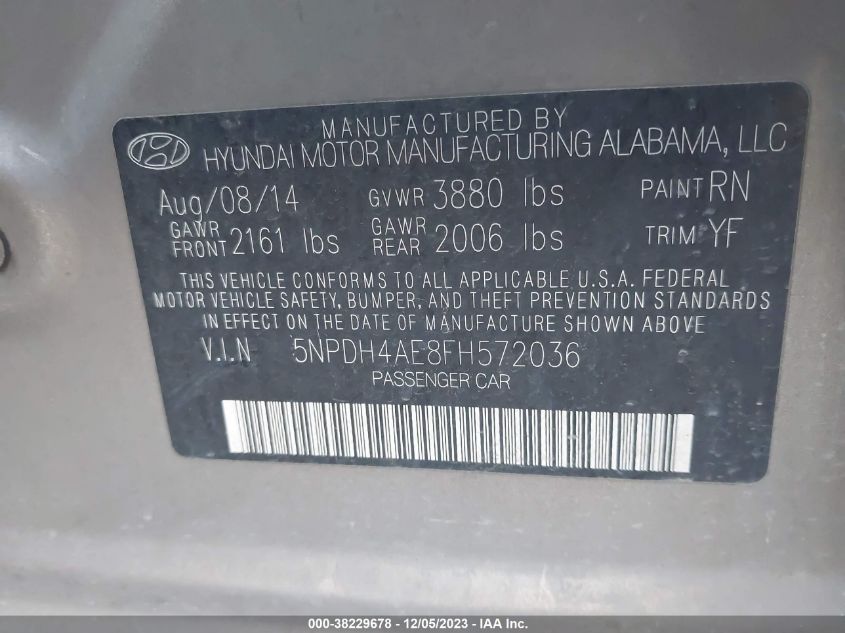 MANUFACTURED BY
HYUNDAI MOTOR MANUFACTURING ALABAMA, LLC
Aug/08/14 GVWR 3880 lbs PAINT RN
GAWR FRONT 2161 lbs GAWR REAR 2006 lbs TRIM YF
THIS VEHICLE CONFORMS TO ALL APPLICABLE U.S.A. FEDERAL
MOTOR VEHICLE SAFETY, BUMPER, AND THEFT PREVENTION STANDARDS
IN EFFECT ON THE DATE OF MANUFACTURE SHOWN ABOVE
V.I.N 5NPDH4AE8FH572036
PASSENGER CAR
000-38229678 - 12/05/2023 - IAA Inc.